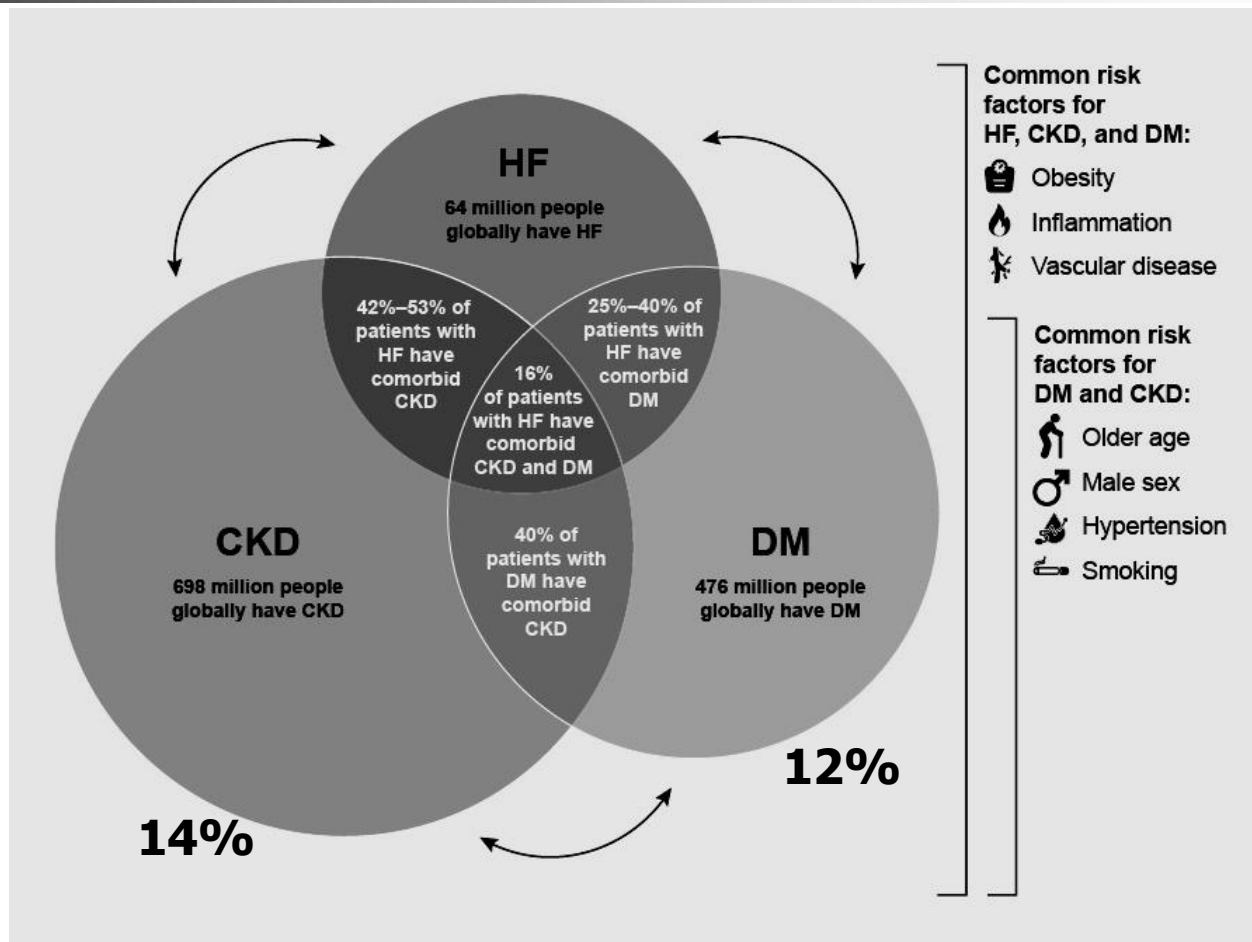 HF
64 million people
globally have HF
42%–53% of
patients with
HF have
comorbid
CKD
25%–40% of
patients with
HF have
comorbid
DM
16%
of patients
with HF have
comorbid
CKD and DM
CKD
698 million people
globally have CKD
40% of
patients with
DM have
comorbid
CKD
DM
476 million people
globally have DM
14%
12%
Common risk
factors for
HF, CKD, and DM:
Obesity
Inflammation
Vascular disease
Common risk
factors for
DM and CKD:
Older age
Male sex
Hypertension
Smoking